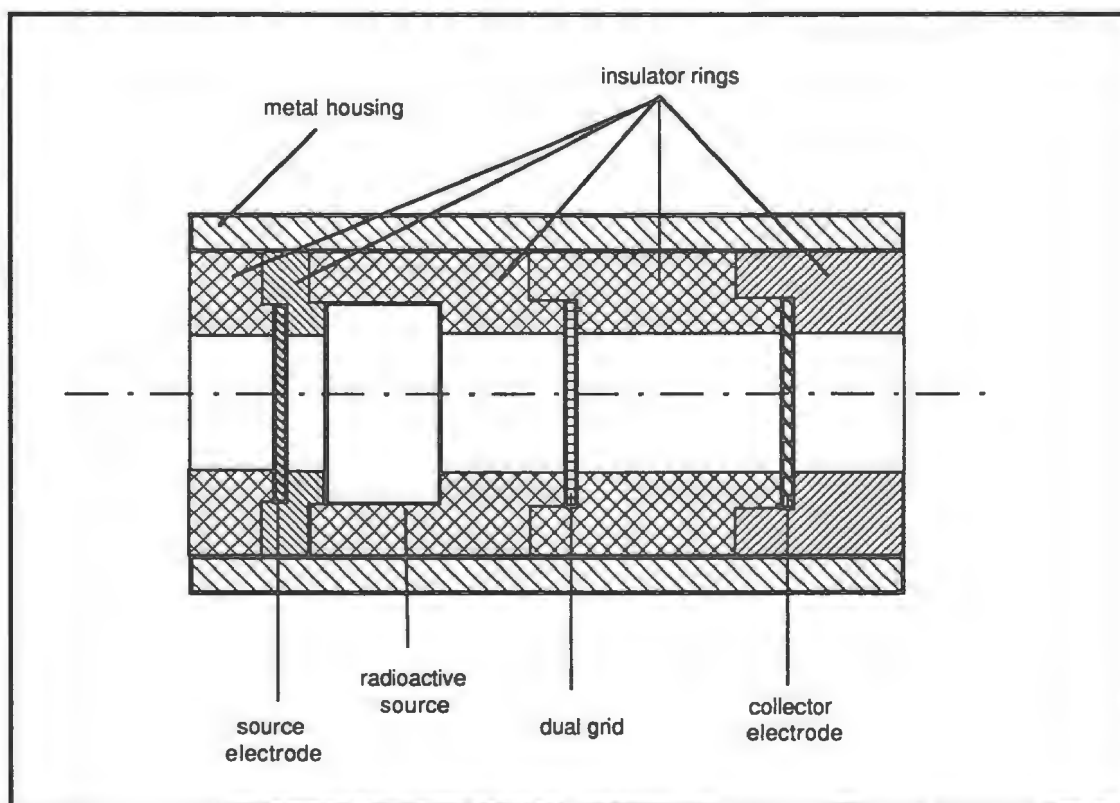 insulator rings
metal housing
radioactive
source
source
electrode
dual grid
collector
electrode